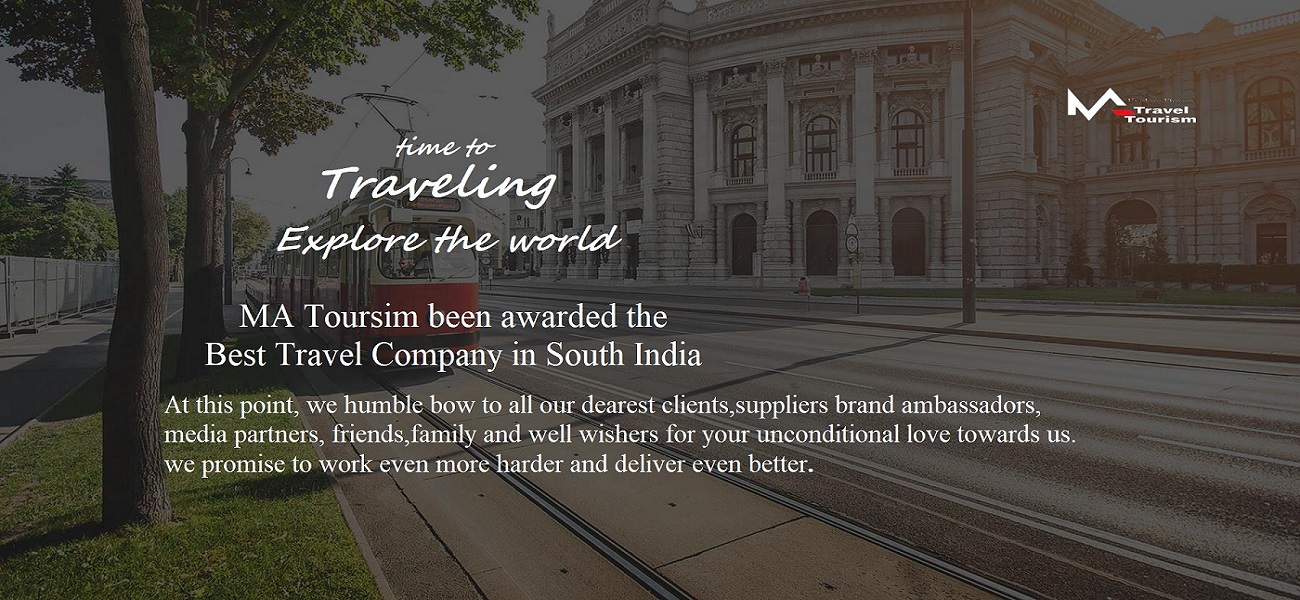 time to
Traveling
Explore the world
MA Travel
Tourism
MA Toursim been awarded the
Best Travel Company in South India
At this point, we humble bow to all our dearest clients,suppliers brand ambassadors,
media partners, friends,family and well wishers for your unconditional love towards us.
we promise to work even more harder and deliver even better.